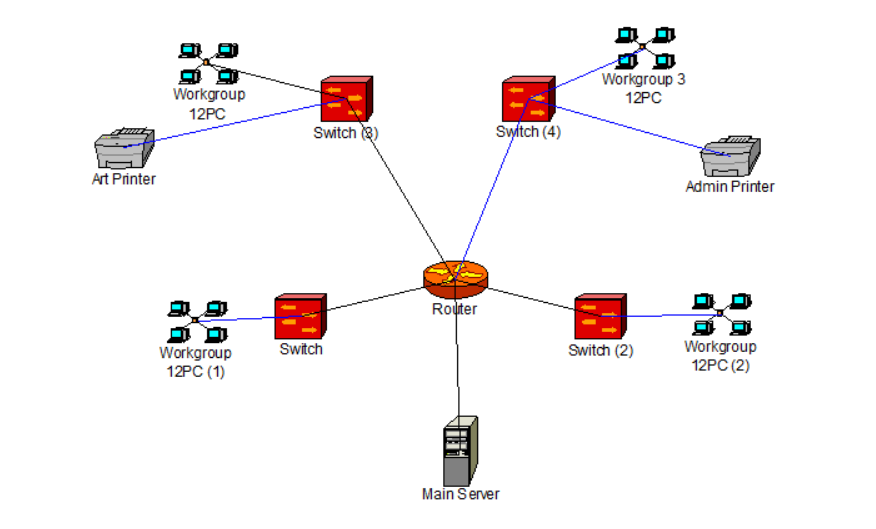 Workgroup
12PC
Switch (3)
Art Printer
Workgroup 3
12PC
Switch (4)
Admin Printer
Router
Workgroup
12PC (1)
Switch
Switch (2)
Workgroup
12PC (2)
Main Server